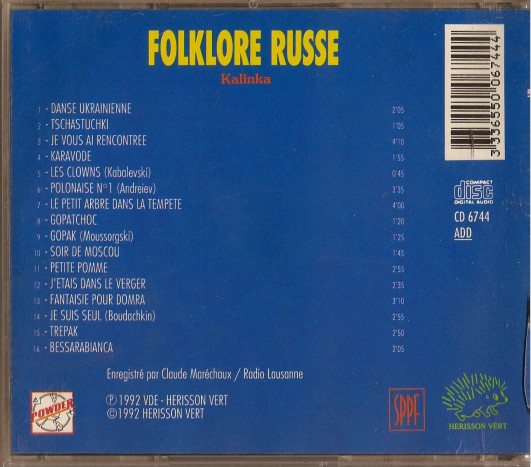 FOLKLORE RUSSE
Kalinka
1 - DANSE UKRAINIENNE 2'05
2 - TSCHASTUCHKI 1'05
3 - JE VOUS AI RENCONTREE 4'10
4 - KARAVODE 1'55
5 - LES CLOWNS (Kabalevski) 0'45
6 - POLONAISE N°1 (Andreiev) 3'35
7 - LE PETIT ARBRE DANS LA TEMPETE 4'00
8 - GOPATCHOC 1'20
9 - GOPAK (Moussorgski) 1'25
10 - SOIR DE MOSCOU 1'45
11 - PETITE POMME 2'55
12 - J'ETAIS DANS LE VERGER 2'35
13 - FANTAISIE POUR DOMRA 3'10
14 - JE SUIS SEUL (Boudachkin) 2'55
15 - TREPAK 2'50
16 - BESSARABIANCA 2'05
3 336550 067444
COMPACT
disc
DIGITAL AUDIO
CD 6744
ADD
Enregistré par Claude Maréchaux / Radio Lausanne
℗ 1992 VDE - HERISSON VERT
©1992 HERISSON VERT
POWDER
SPPF
HERISSON VERT